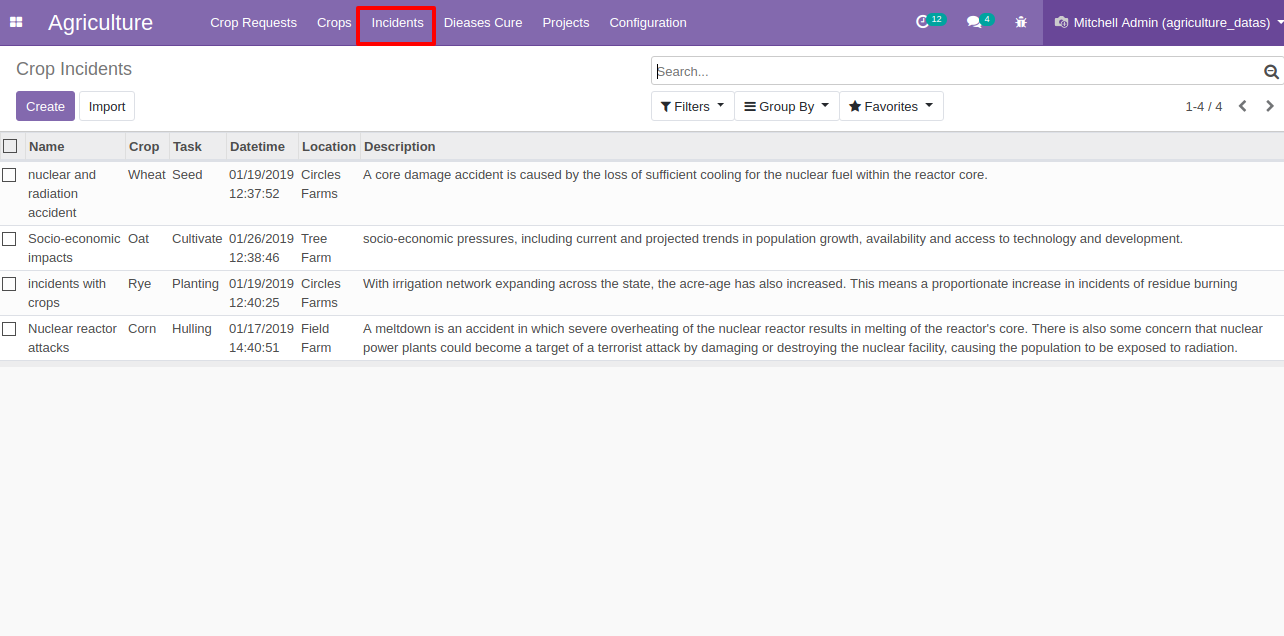 Agriculture Crop Requests Crops Incidents Dieases Cure Projects Configuration 12 4 Mitchell Admin (agriculture_datas)
Crop Incidents
Search...
Create Import Filters Group By Favorites 1-4 / 4
Name Crop Task Datetime Location Description
nuclear and Wheat Seed 01/19/2019 Circles A core damage accident is caused by the loss of sufficient cooling for the nuclear fuel within the reactor core.
radiation 12:37:52 Farms
accident
Socio-economic Oat Cultivate 01/26/2019 Tree socio-economic pressures, including current and projected trends in population growth, availability and access to technology and development.
impacts 12:38:46 Farm
incidents with Rye Planting 01/19/2019 Circles With irrigation network expanding across the state, the acre-age has also increased. This means a proportionate increase in incidents of residue burning
crops 12:40:25 Farms
Nuclear reactor Corn Hulling 01/17/2019 Field A meltdown is an accident in which severe overheating of the nuclear reactor results in melting of the reactor's core. There is also some concern that nuclear
attacks 14:40:51 Farm power plants could become a target of a terrorist attack by damaging or destroying the nuclear facility, causing the population to be exposed to radiation.